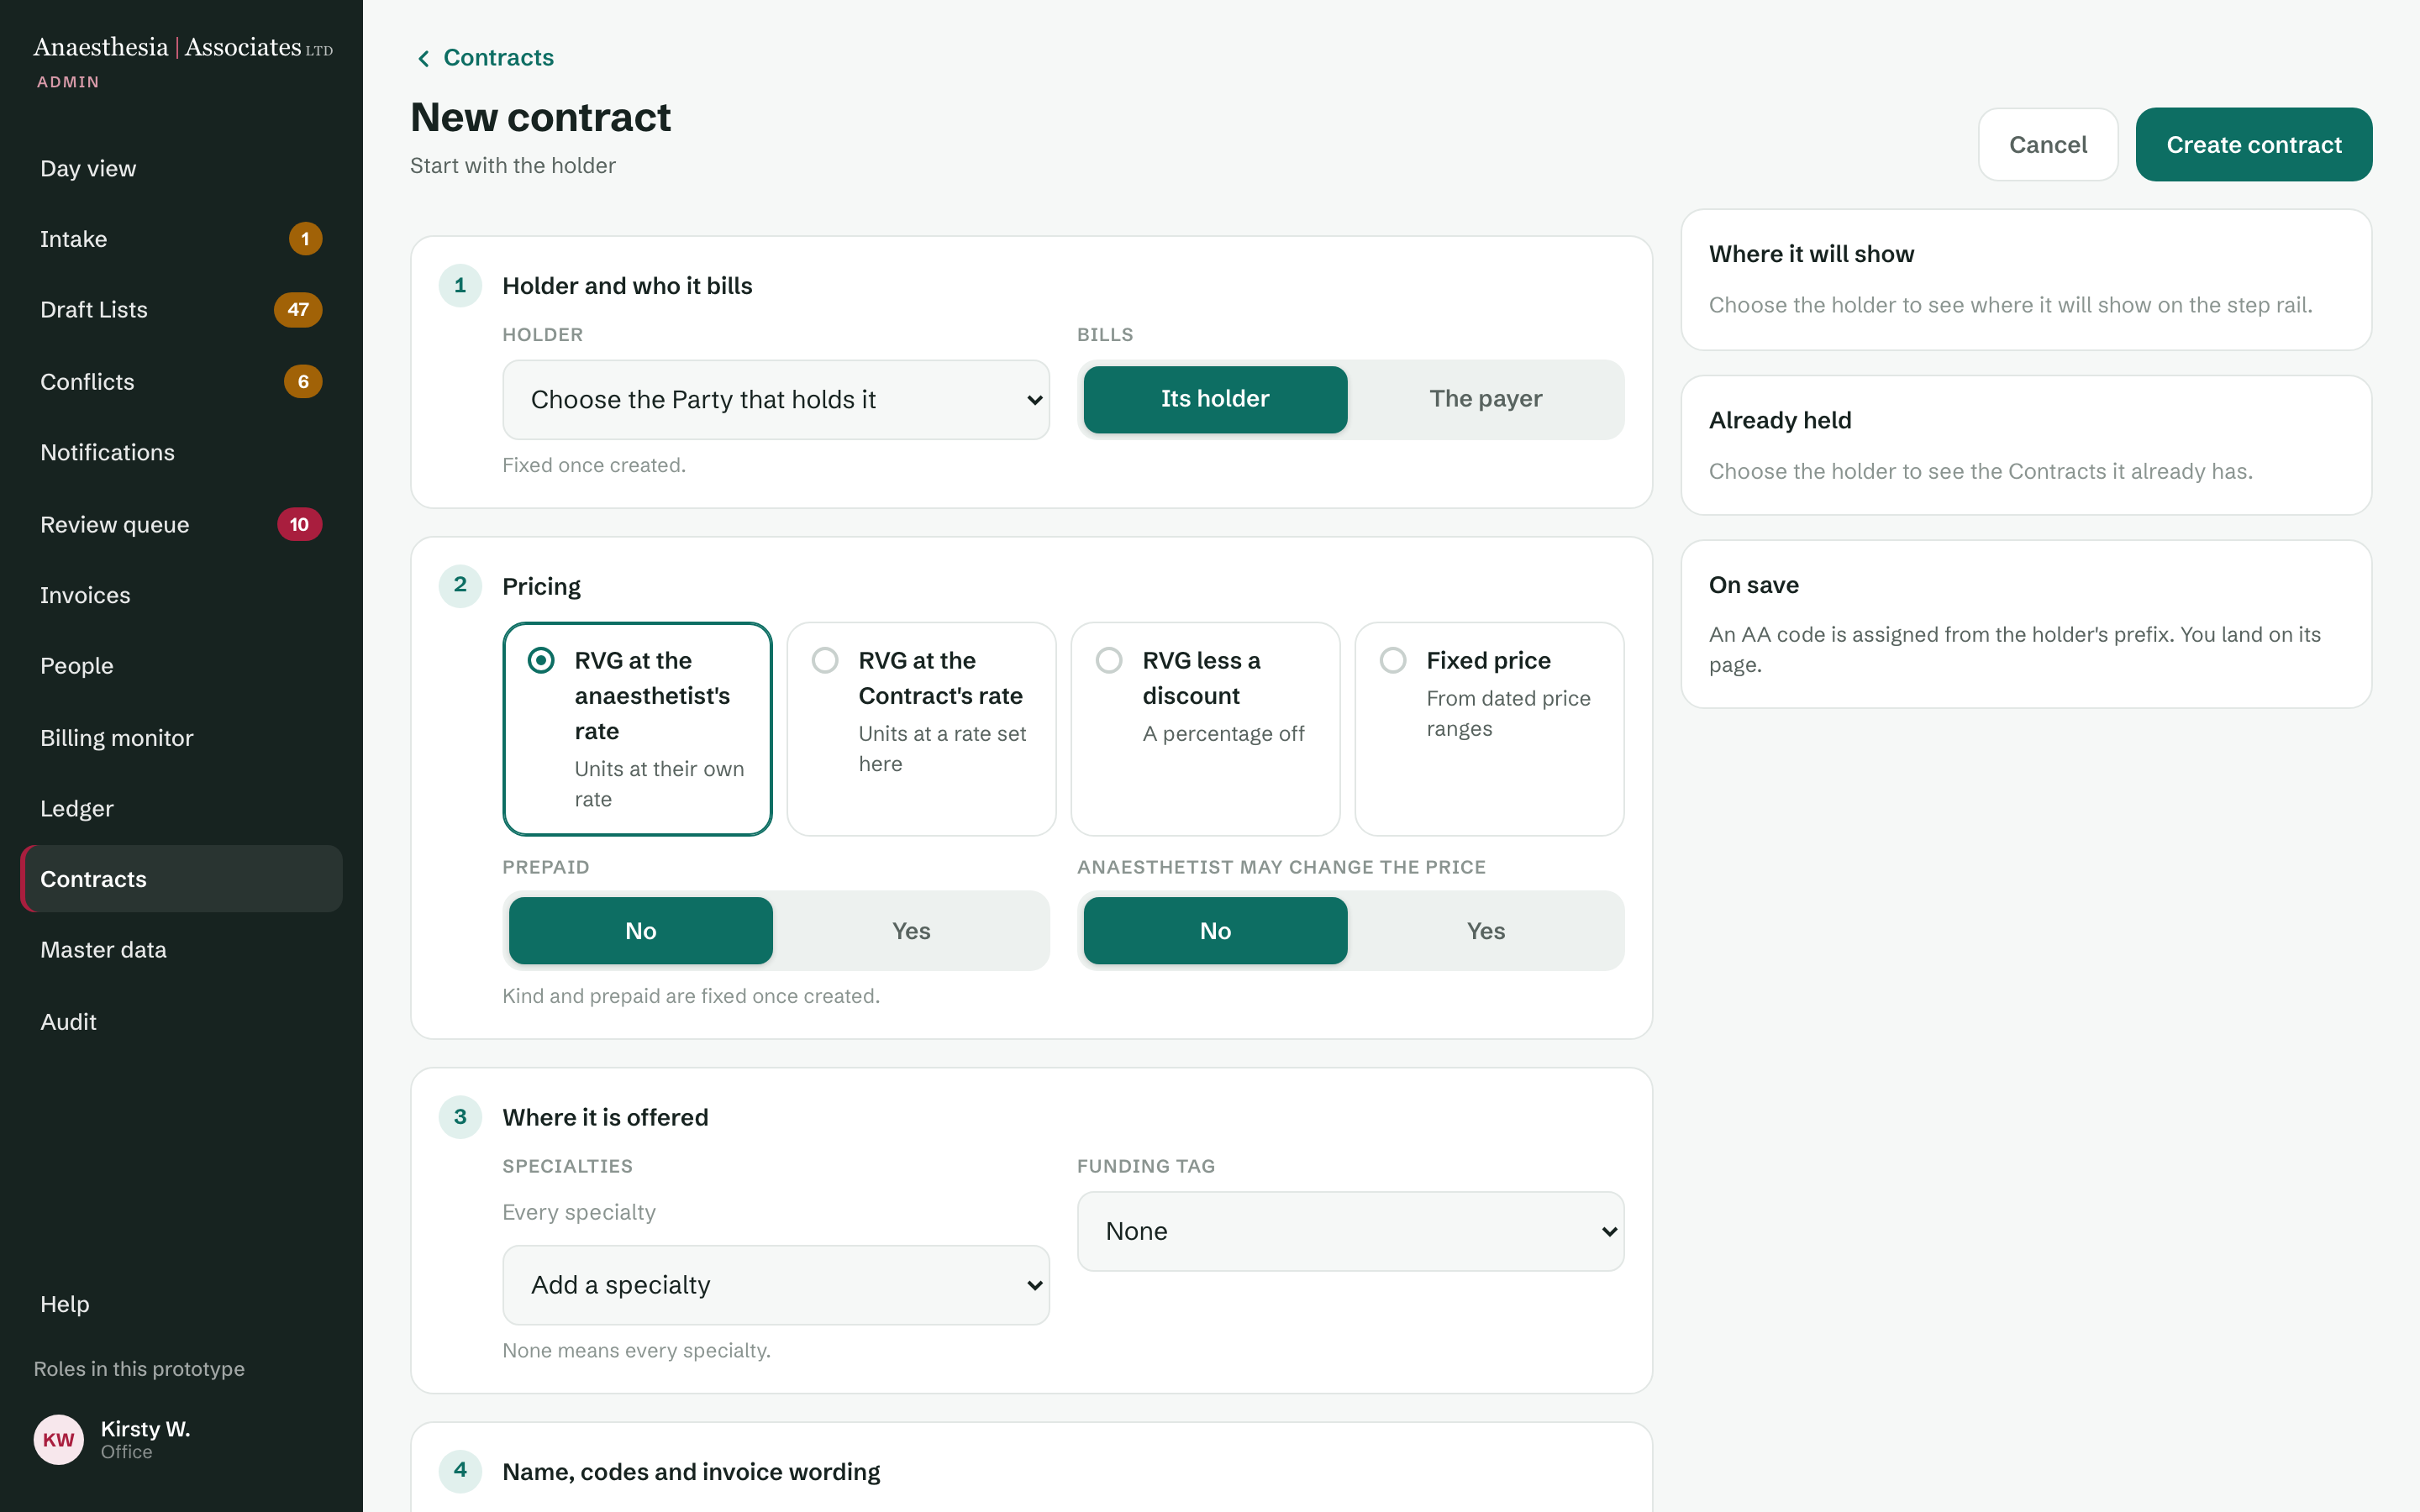 Anaesthesia | Associates LTD
ADMIN
Day view
Intake 1
Draft Lists 47
Conflicts 6
Notifications
Review queue 10
Invoices
People
Billing monitor
Ledger
Contracts
Master data
Audit
Help
Roles in this prototype
KW
Kirsty W.
Office
Contracts
New contract
Start with the holder
Cancel
Create contract
1
Holder and who it bills
HOLDER
Choose the Party that holds it
Fixed once created.
BILLS
Its holder
The payer
2
Pricing
RVG at the
anaesthetist's
rate
Units at their own
rate
RVG at the
Contract's rate
Units at a rate set
here
RVG less a
discount
A percentage off
Fixed price
From dated price
ranges
PREPAID
No
Yes
ANAESTHETIST MAY CHANGE THE PRICE
No
Yes
Kind and prepaid are fixed once created.
3
Where it is offered
SPECIALTIES
Every specialty
Add a specialty
None means every specialty.
FUNDING TAG
None
4
Name, codes and invoice wording
Where it will show
Choose the holder to see where it will show on the step rail.
Already held
Choose the holder to see the Contracts it already has.
On save
An AA code is assigned from the holder's prefix. You land on its
page.